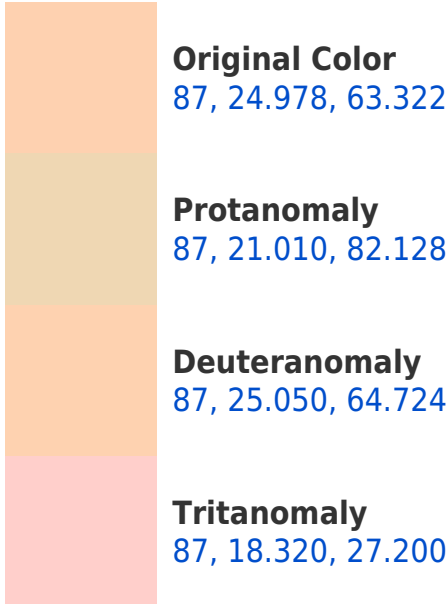 Original Color
87, 24.978, 63.322
Protanomaly
87, 21.010, 82.128
Deuteranomaly
87, 25.050, 64.724
Tritanomaly
87, 18.320, 27.200